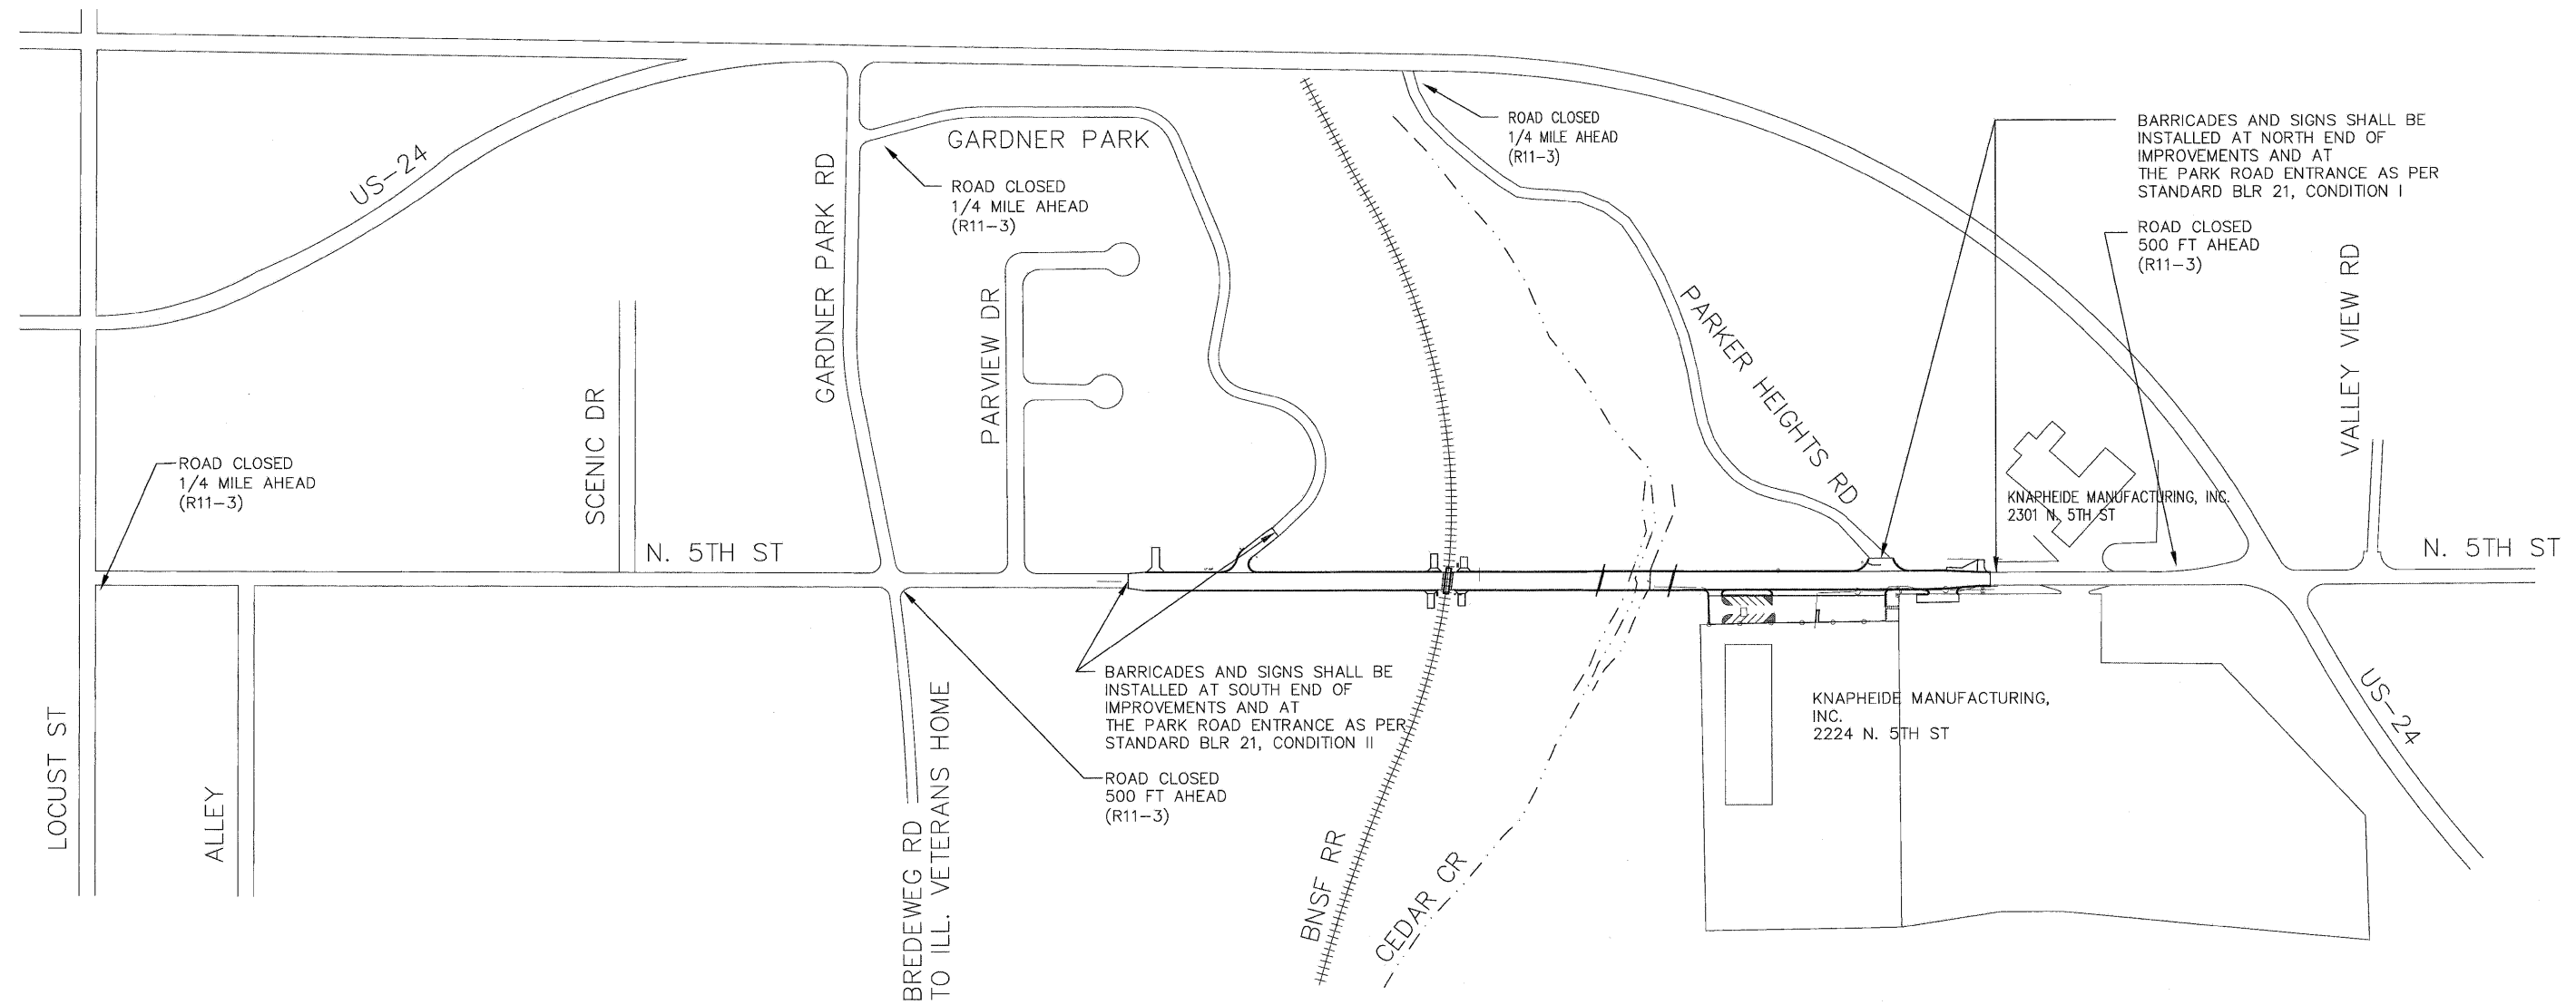 US-24
GARDNER PARK
ROAD CLOSED
1/4 MILE AHEAD
(R11-3)
GARDNER PARK RD
ROAD CLOSED
1/4 MILE AHEAD
(R11-3)
BARRICADES AND SIGNS SHALL BE
INSTALLED AT NORTH END OF
IMPROVEMENTS AND AT
THE PARK ROAD ENTRANCE AS PER
STANDARD BLR 21, CONDITION I
ROAD CLOSED
500 FT AHEAD
(R11-3)
VALLEY VIEW RD
PARVIEW DR
PARKER HEIGHTS RD
SCENIC DR
ROAD CLOSED
1/4 MILE AHEAD
(R11-3)
KNAPHEIDE MANUFACTURING, INC.
2301 N. 5TH ST
N. 5TH ST
N. 5TH ST
BARRICADES AND SIGNS SHALL BE
INSTALLED AT SOUTH END OF
IMPROVEMENTS AND AT
THE PARK ROAD ENTRANCE AS PER
STANDARD BLR 21, CONDITION II
ROAD CLOSED
500 FT AHEAD
(R11-3)
KNAPHEIDE MANUFACTURING,
INC.
2224 N. 5TH ST
US-24
LOCUST ST
ALLEY
BREDEWEG RD
TO ILL. VETERANS HOME
BNSF RR
CEDAR CR